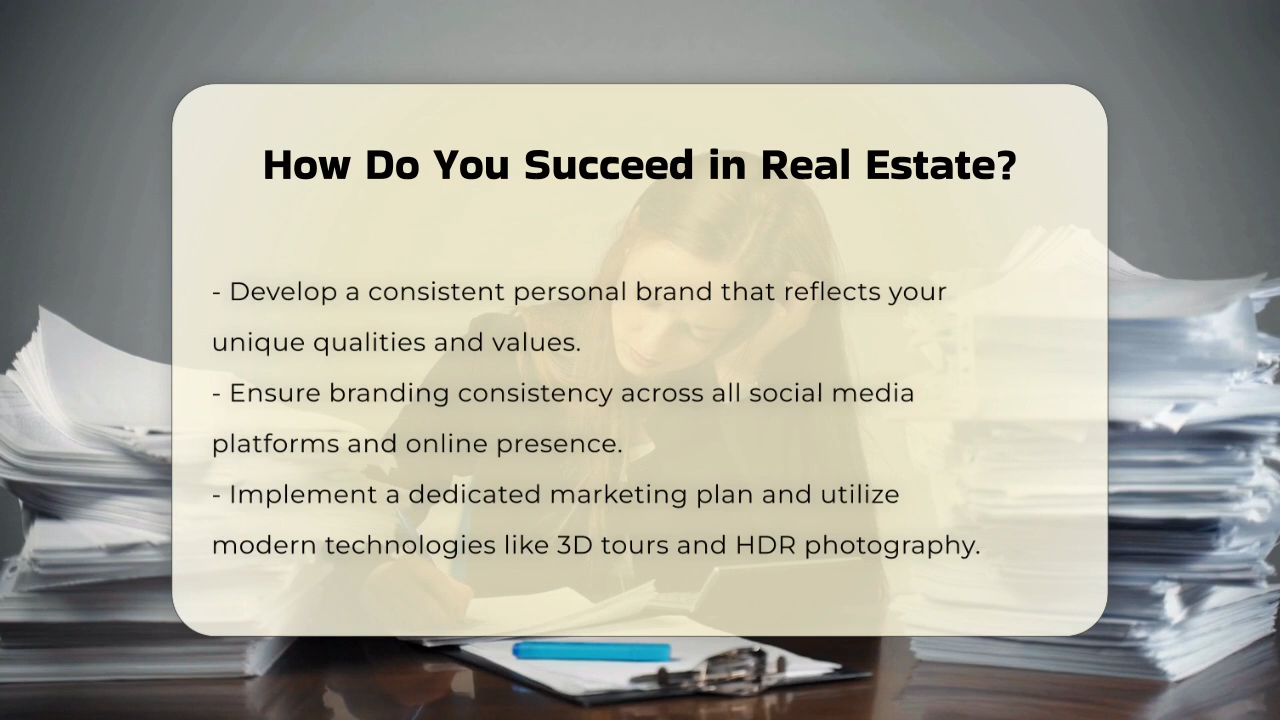 How Do You Succeed in Real Estate?
- Develop a consistent personal brand that reflects your
unique qualities and values.
- Ensure branding consistency across all social media
platforms and online presence.
- Implement a dedicated marketing plan and utilize
modern technologies like 3D tours and HDR photography.